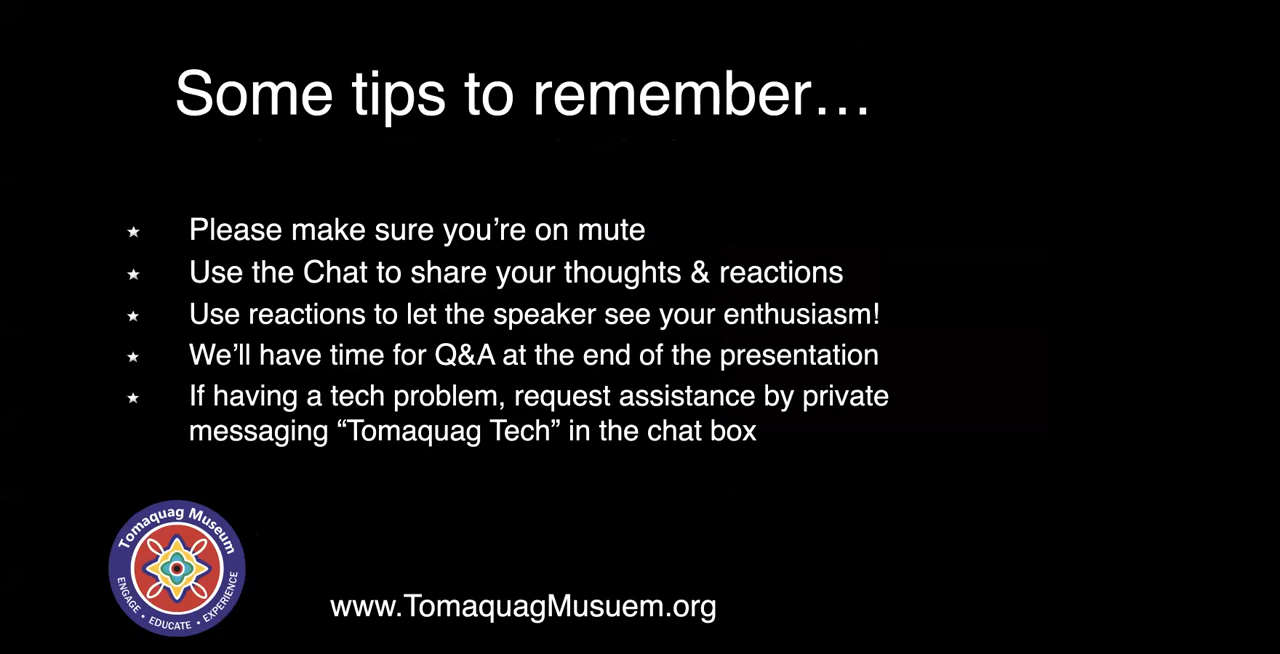 Some tips to remember…
Please make sure you’re on mute
Use the Chat to share your thoughts & reactions
Use reactions to let the speaker see your enthusiasm!
We’ll have time for Q&A at the end of the presentation
If having a tech problem, request assistance by private
messaging “Tomaquag Tech” in the chat box
Tomaquag Museum
ENGAGE • EDUCATE • EXPERIENCE
www.TomaquagMusuem.org